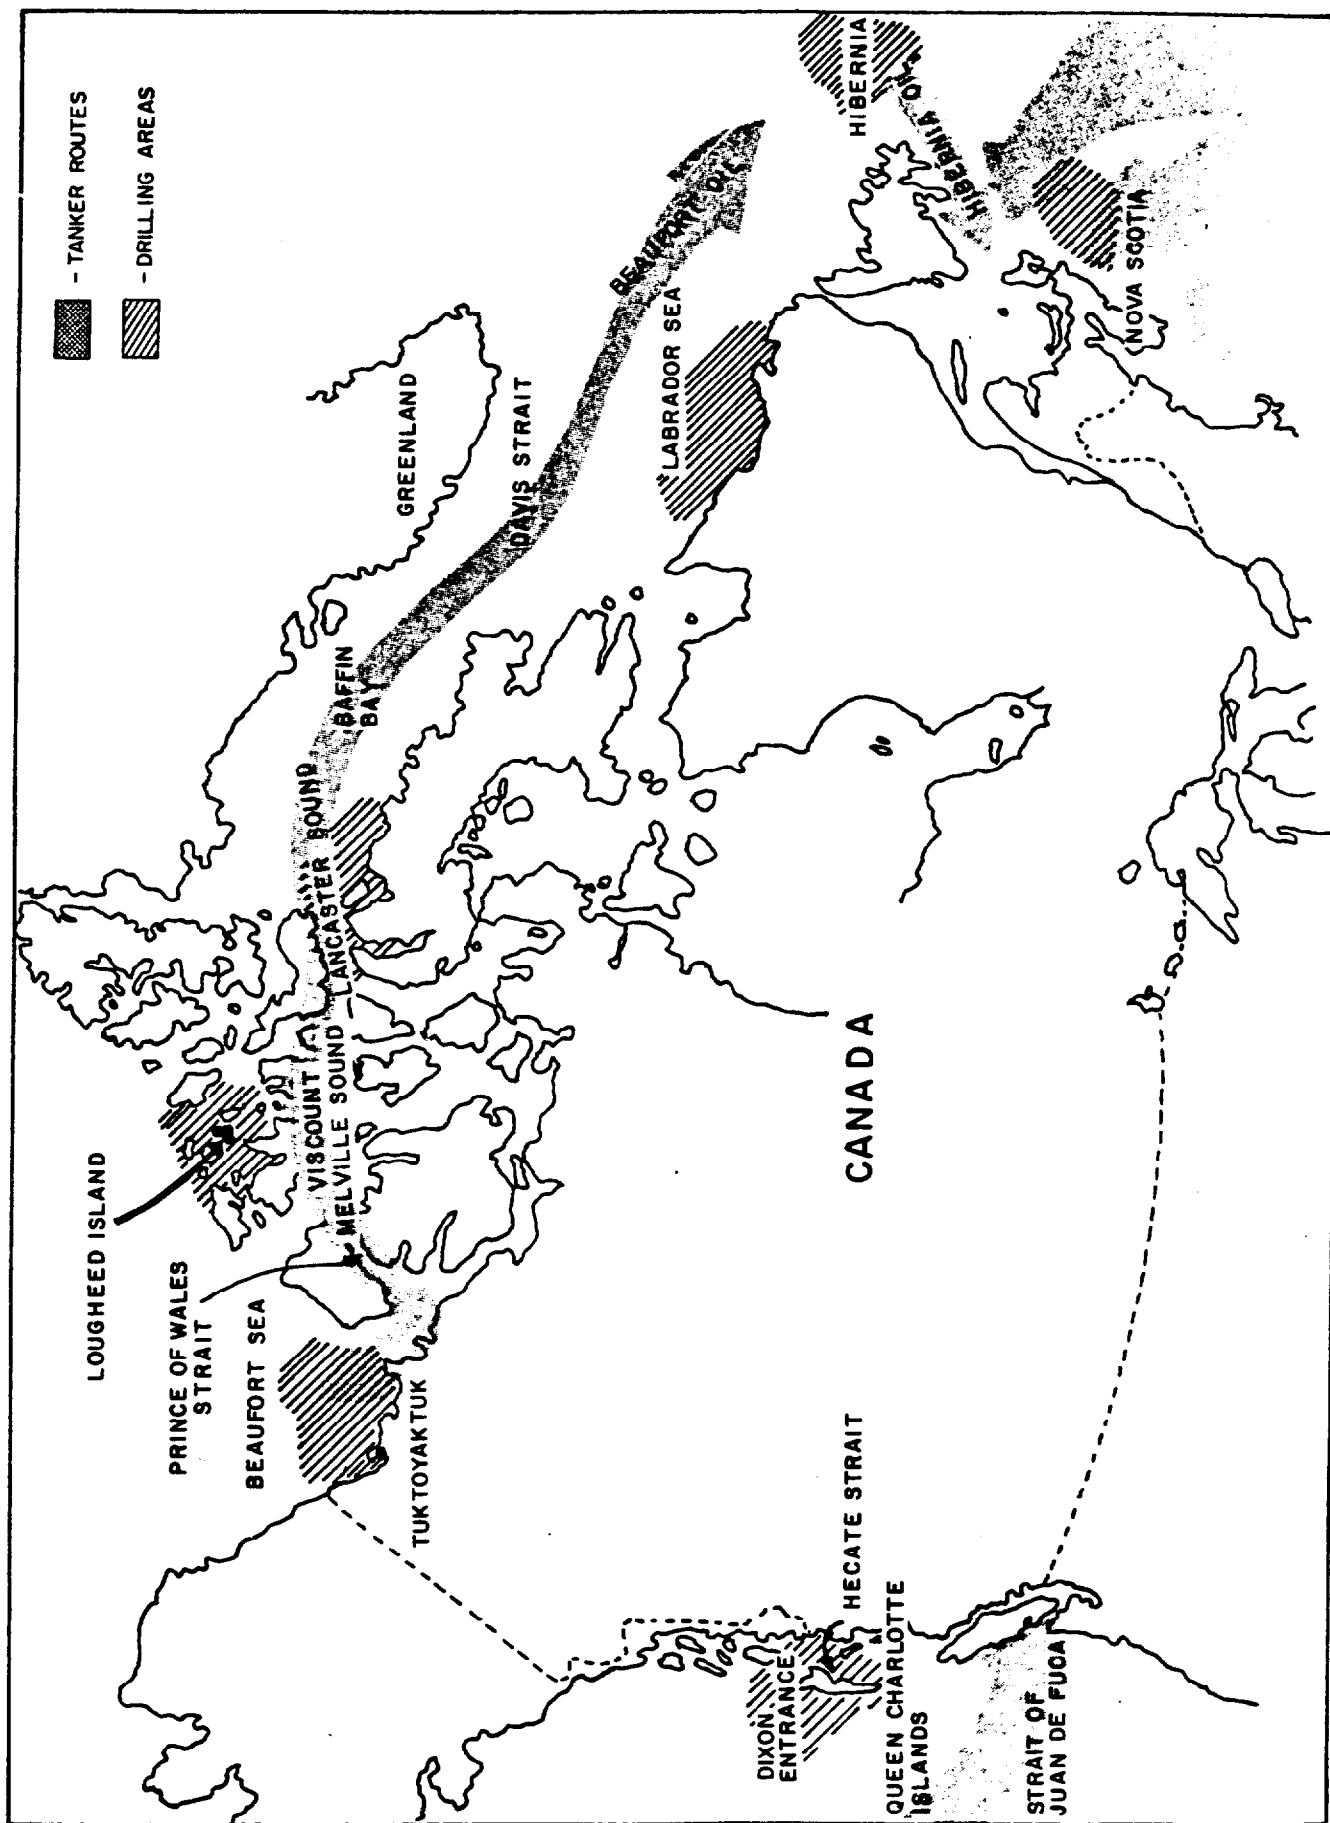 - TANKER ROUTES
- DRILLING AREAS
LOUGHEED ISLAND
PRINCE OF WALES
STRAIT
BEAUFORT SEA
TUKTOYAKTUK
VISCOUNT
MELVILLE SOUND
LANCASTER SOUND
BAFFIN
BAY
GREENLAND
DAVIS STRAIT
BEAUFORT OIL
LABRADOR SEA
HIBERNIA
HIBERNIA OIL
NOVA SCOTIA
CANADA
HECATE STRAIT
DIXON
ENTRANCE
QUEEN CHARLOTTE
ISLANDS
STRAIT OF
JUAN DE FUCA